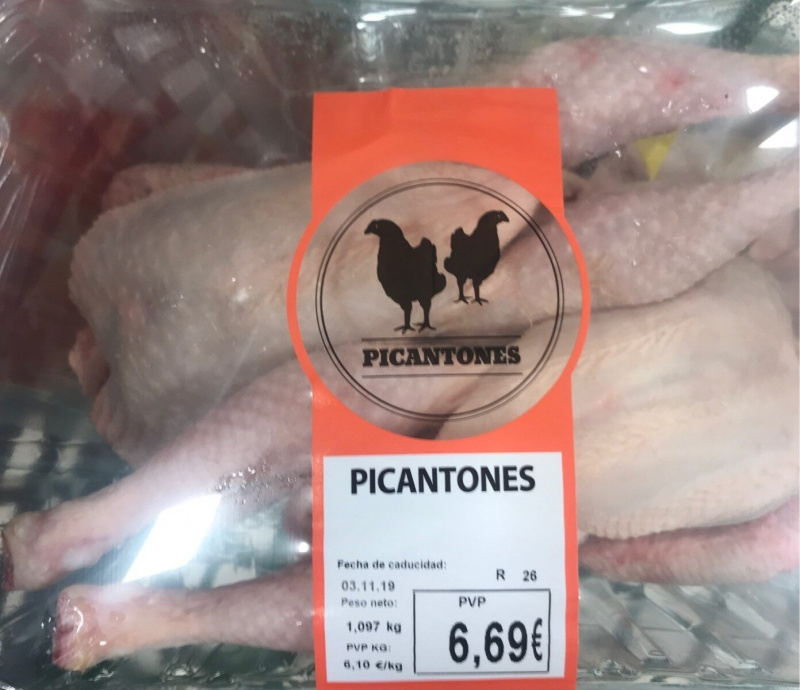 PICANTONES
PICANTONES
Fecha de caducidad:
03.11.19
R 26
Peso neto:
1,097 kg
PVP KG:
6,10 €/kg
PVP
6,69€